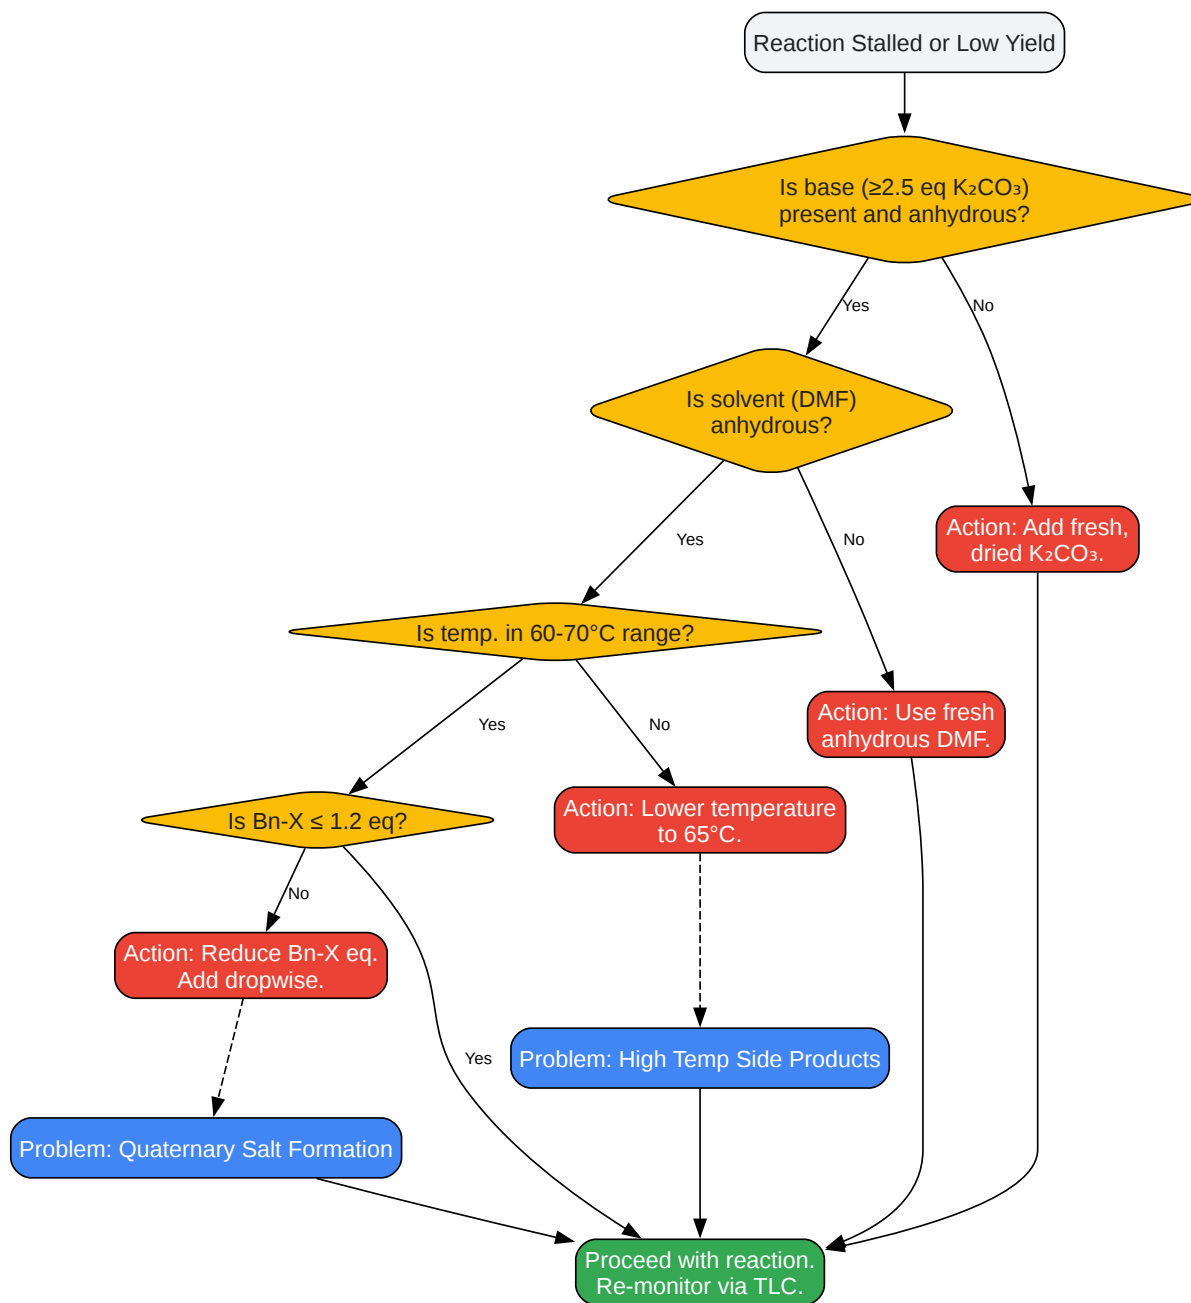 Reaction Stalled or Low Yield
Is base (≥2.5 eq K₂CO₃)
present and anhydrous?
Yes
No
Is solvent (DMF)
anhydrous?
Yes
No
Action: Add fresh,
dried K₂CO₃.
Is temp. in 60-70°C range?
Yes
No
Action: Use fresh
anhydrous DMF.
Is Bn-X ≤ 1.2 eq?
Action: Lower temperature
to 65°C.
No
Yes
Action: Reduce Bn-X eq.
Add dropwise.
Problem: High Temp Side Products
Problem: Quaternary Salt Formation
Proceed with reaction.
Re-monitor via TLC.